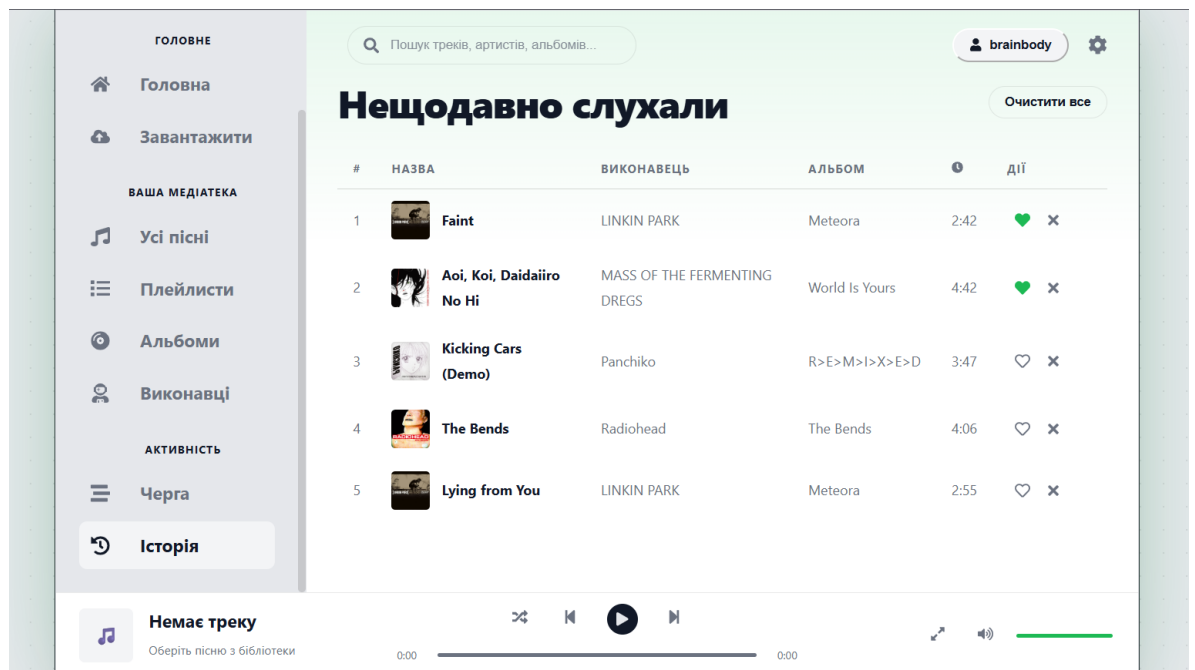 ГОЛОВНЕ
Головна
Завантажити
ВАША МЕДІАТЕКА
Усі пісні
Плейлисти
Альбоми
Виконавці
АКТИВНІСТЬ
Черга
Історія
Пошук треків, артистів, альбомів...
brainbody
Нещодавно слухали
Очистити все
# НАЗВА ВИКОНАВЕЦЬ АЛЬБОМ ДІЇ
1 Faint LINKIN PARK Meteora 2:42
2 Aoi, Koi, Daidaiiro No Hi MASS OF THE FERMENTING DREGS World Is Yours 4:42
3 Kicking Cars (Demo) Panchiko R>E>M>I>X>E>D 3:47
4 The Bends Radiohead The Bends 4:06
5 Lying from You LINKIN PARK Meteora 2:55
Немає треку
Оберіть пісню з бібліотеки
0:00 0:00